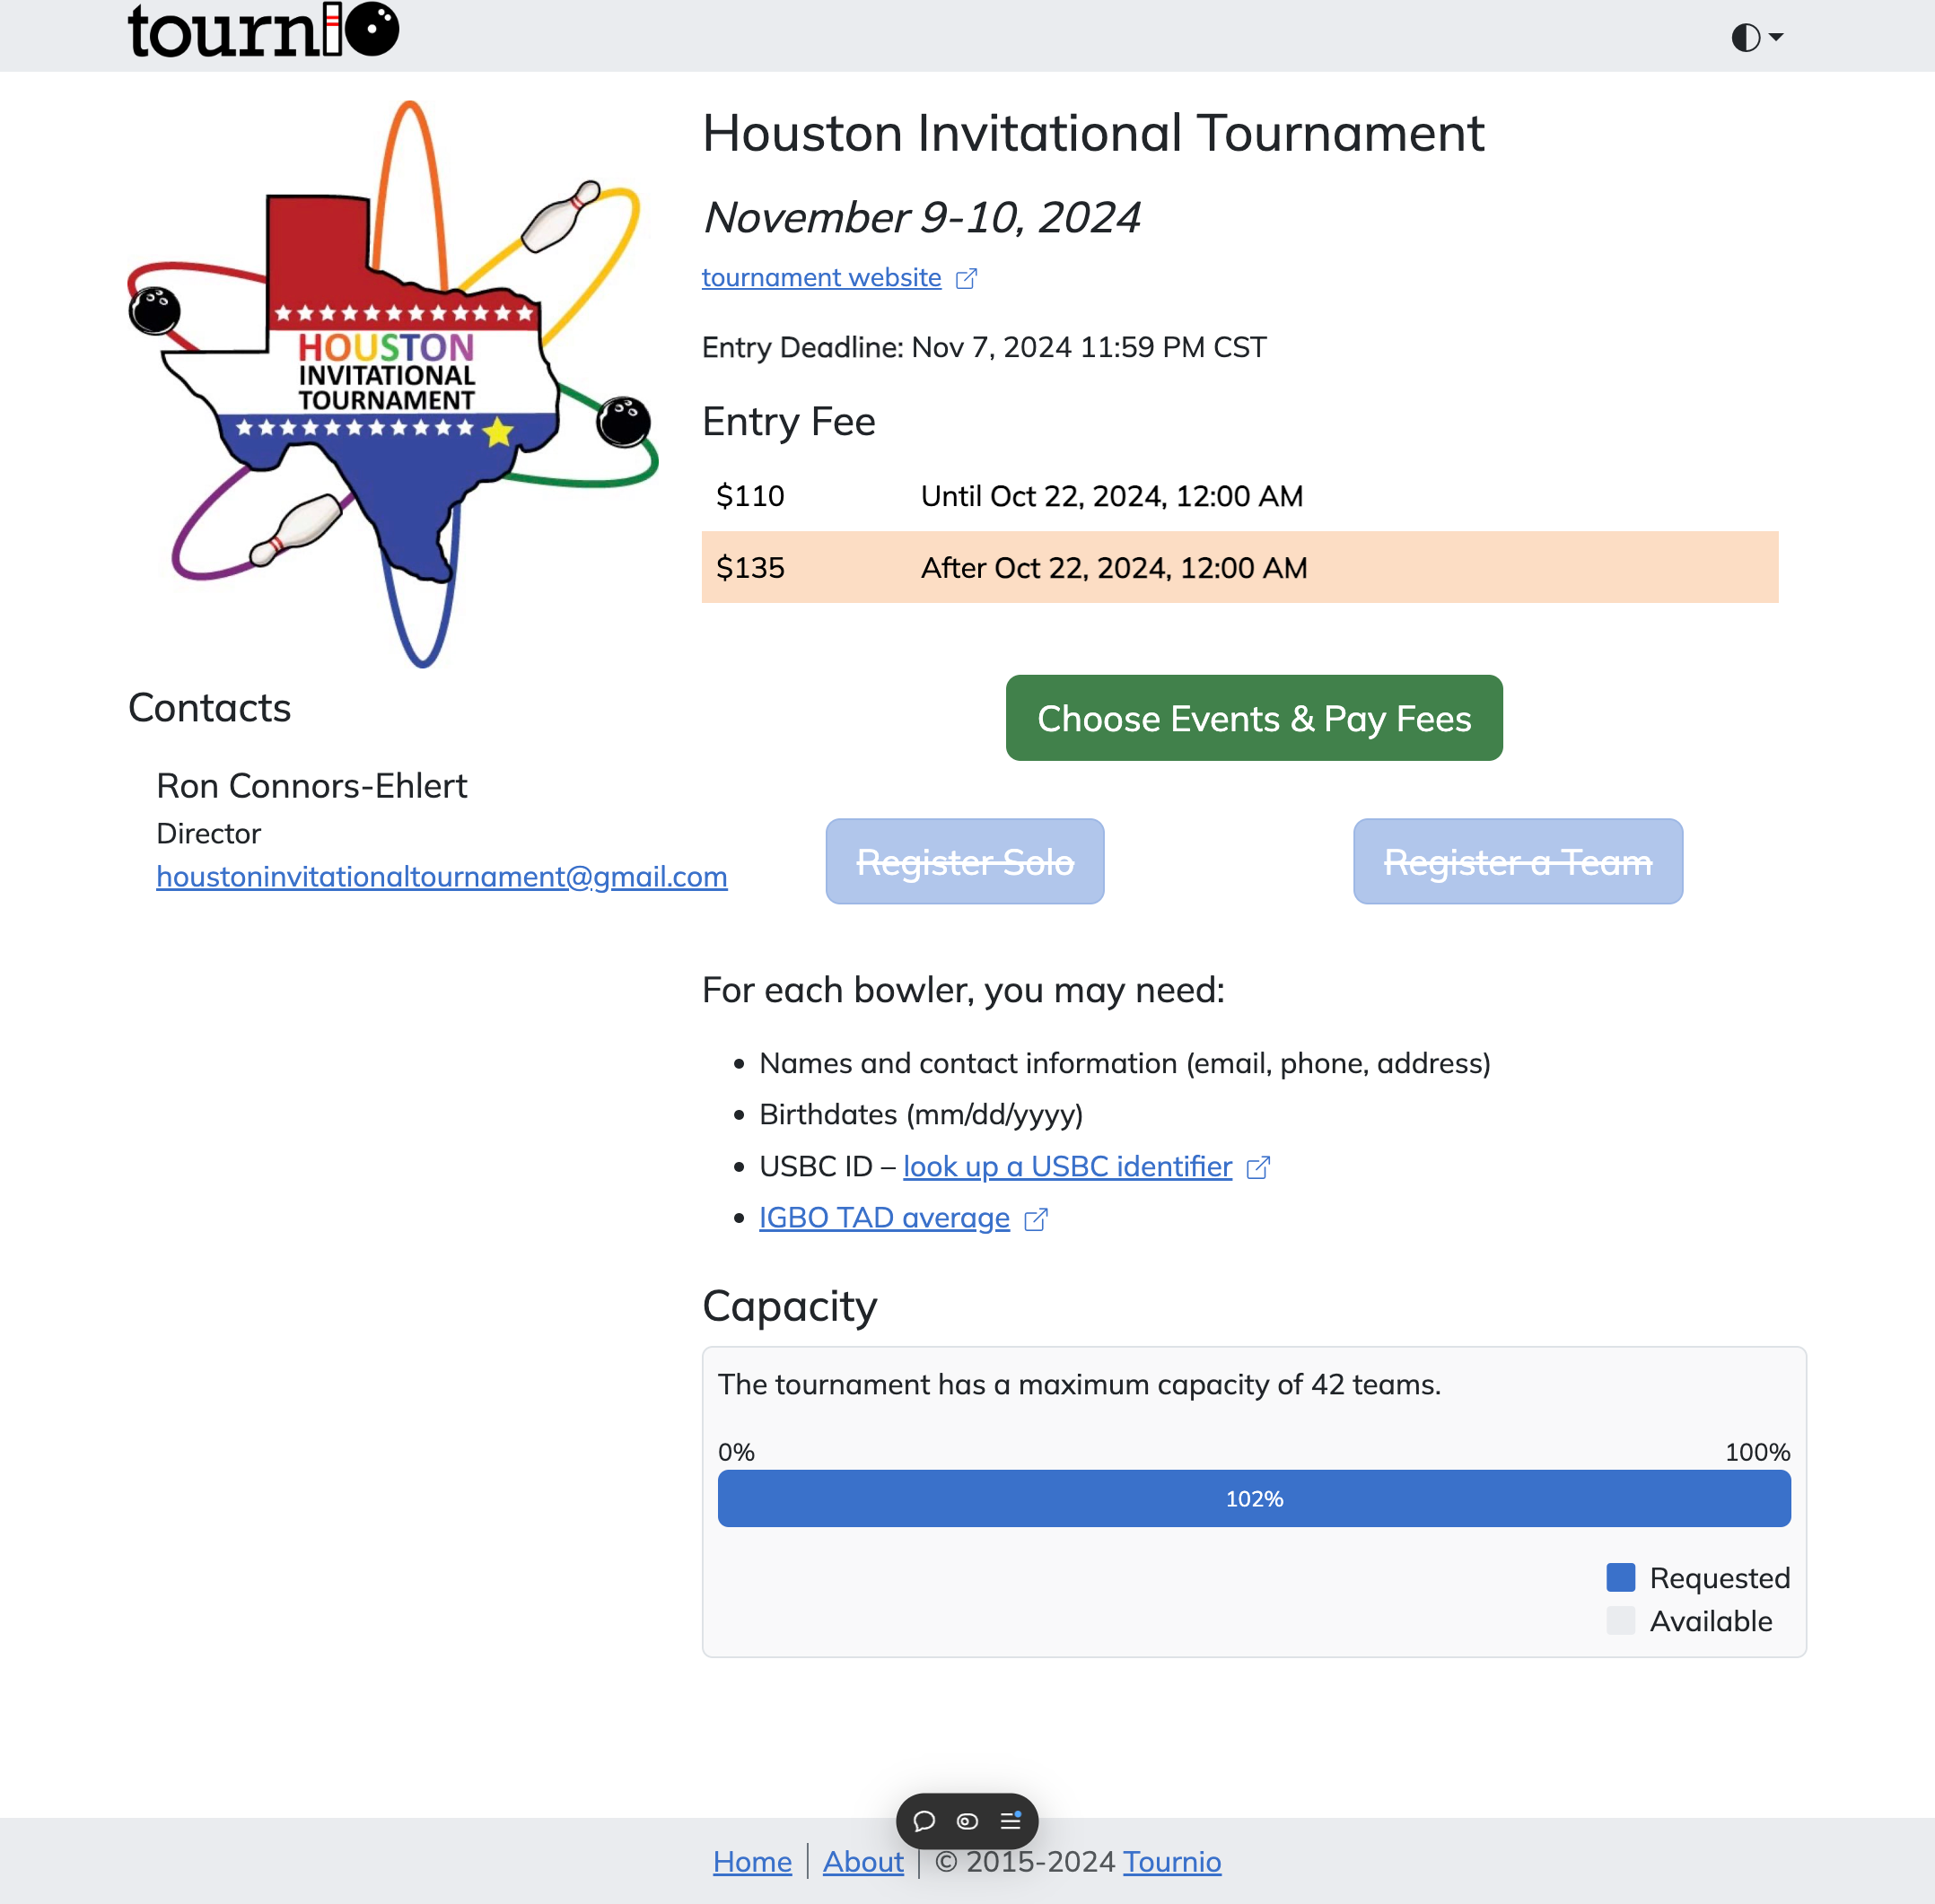 tournio
Houston Invitational Tournament
November 9-10, 2024
tournament website
Entry Deadline: Nov 7, 2024 11:59 PM CST
Entry Fee
$110 Until Oct 22, 2024, 12:00 AM
$135 After Oct 22, 2024, 12:00 AM
HOUSTON
INVITATIONAL
TOURNAMENT
Contacts
Ron Connors-Ehlert
Director
houstoninvitationaltournament@gmail.com
Choose Events & Pay Fees
Register Solo
Register a Team
For each bowler, you may need:
Names and contact information (email, phone, address)
Birthdates (mm/dd/yyyy)
USBC ID – look up a USBC identifier
IGBO TAD average
Capacity
The tournament has a maximum capacity of 42 teams.
0% 100%
102%
Requested
Available
Home About © 2015-2024 Tournio